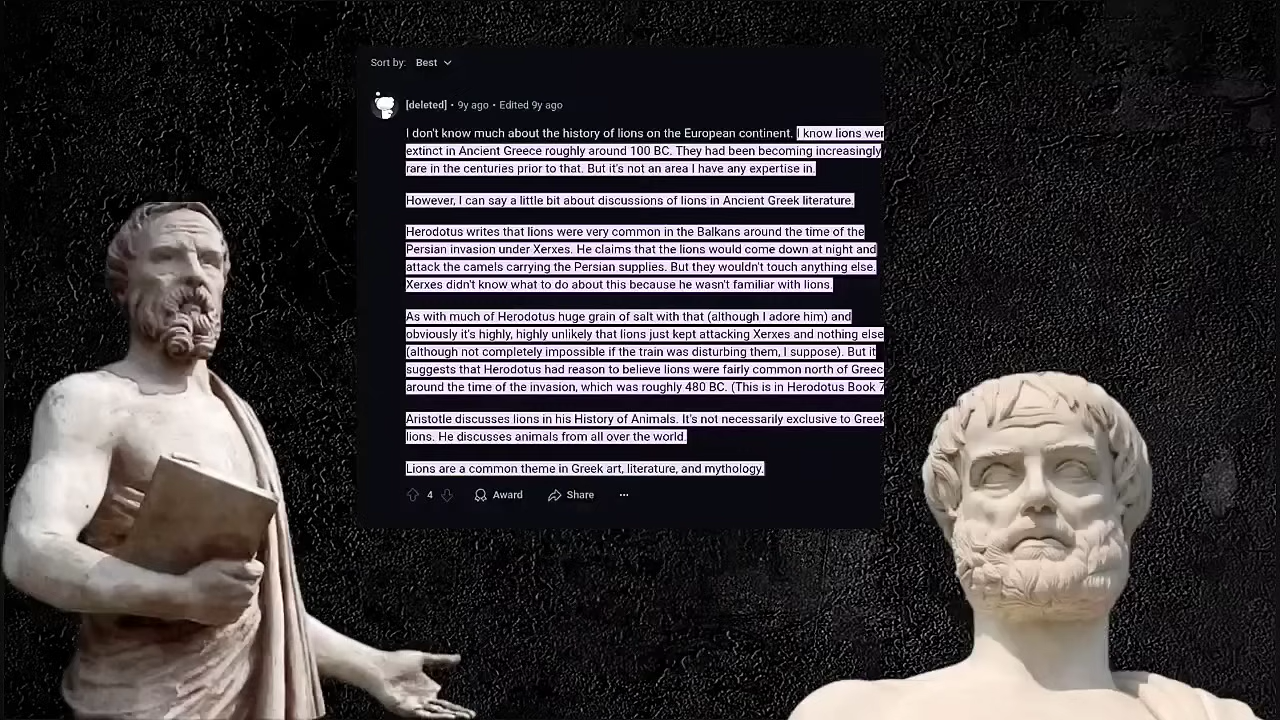 Sort by: Best
[deleted] • 9y ago • Edited 9y ago
I don't know much about the history of lions on the European continent. I know lions wer
extinct in Ancient Greece roughly around 100 BC. They had been becoming increasingly
rare in the centuries prior to that. But it's not an area I have any expertise in.
However, I can say a little bit about discussions of lions in Ancient Greek literature.
Herodotus writes that lions were very common in the Balkans around the time of the
Persian invasion under Xerxes. He claims that the lions would come down at night and
attack the camels carrying the Persian supplies. But they wouldn't touch anything else.
Xerxes didn't know what to do about this because he wasn't familiar with lions.
As with much of Herodotus huge grain of salt with that (although I adore him) and
obviously it's highly, highly unlikely that lions just kept attacking Xerxes and nothing else
(although not completely impossible if the train was disturbing them, I suppose). But it
suggests that Herodotus had reason to believe lions were fairly common north of Greec
around the time of the invasion, which was roughly 480 BC. (This is in Herodotus Book 7
Aristotle discusses lions in his History of Animals. It's not necessarily exclusive to Greek
lions. He discusses animals from all over the world.
Lions are a common theme in Greek art, literature, and mythology.
4 Award Share